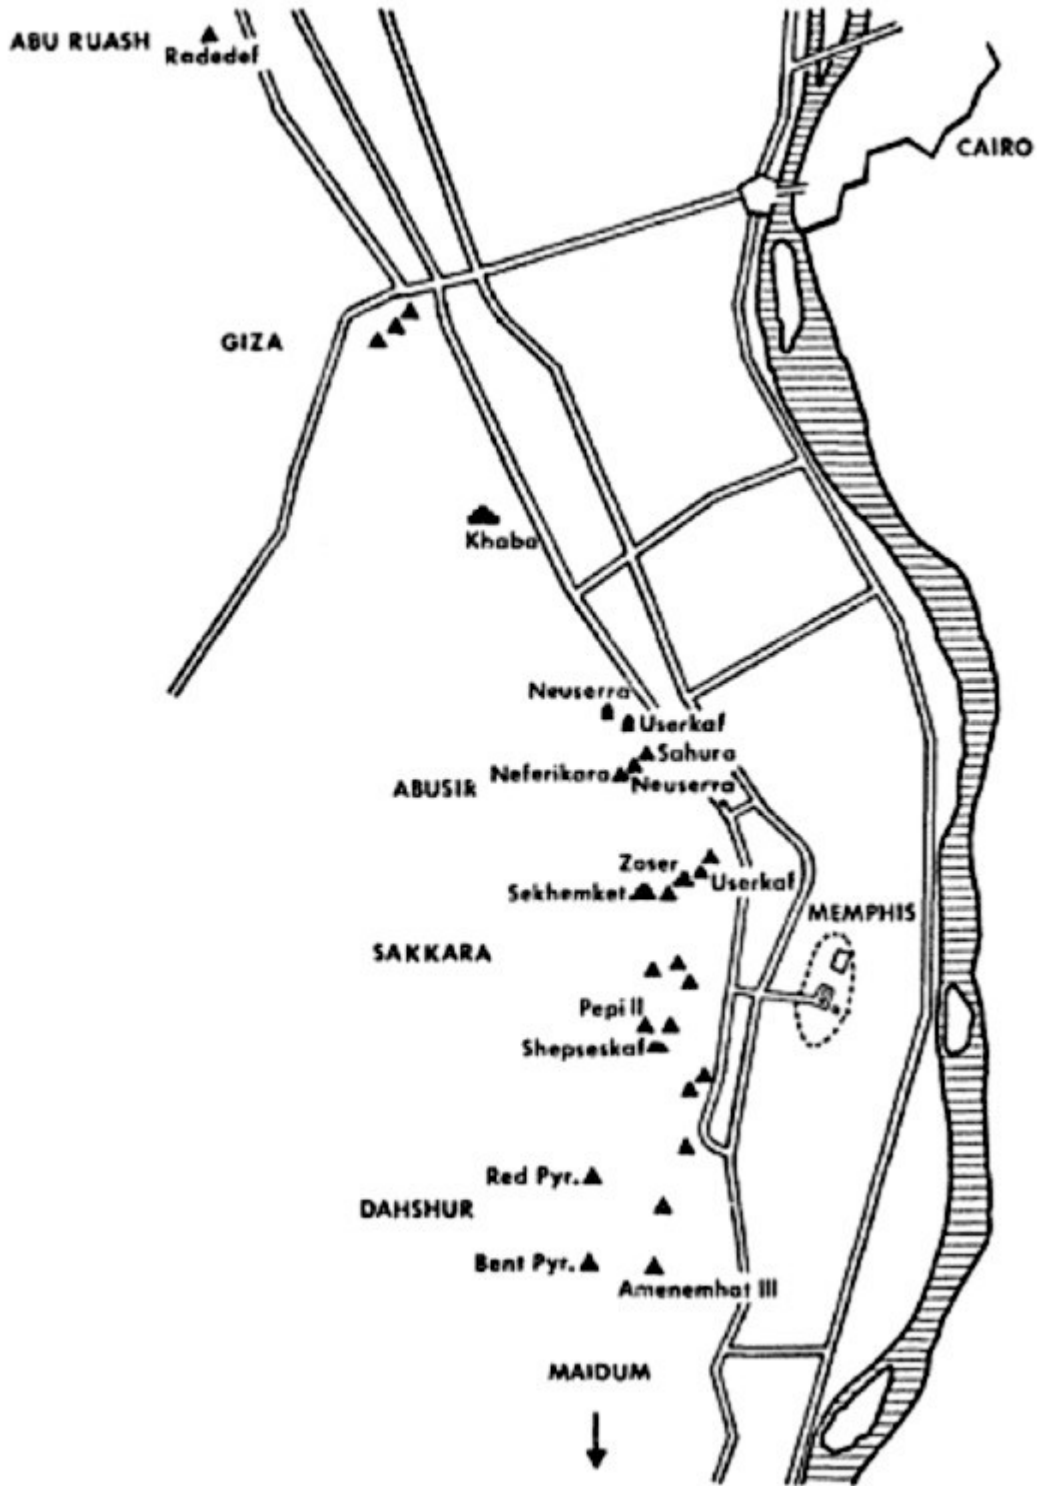 ABU RUASH
Radedef
CAIRO
GIZA
Khaba
Neuserra
Userkaf
Sahura
Neferikara
Neuserra
ABUSIR
Zoser
Userkaf
Sekhemket
MEMPHIS
SAKKARA
Pepi II
Shepseskaf
Red Pyr.
DAHSHUR
Bent Pyr.
Amenemhat III
MAIDUM